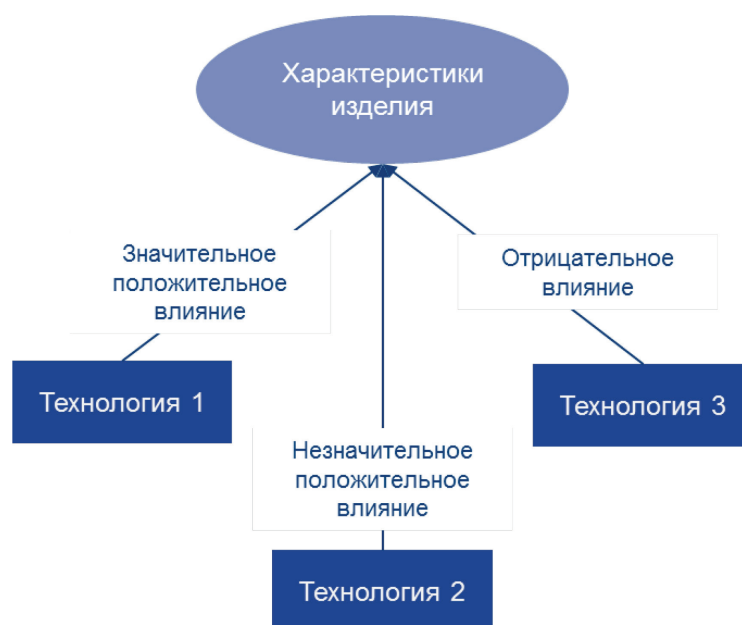 Характеристики
изделия
Значительное
положительное
влияние
Отрицательное
влияние
Технология 1
Технология 3
Незначительное
положительное
влияние
Технология 2